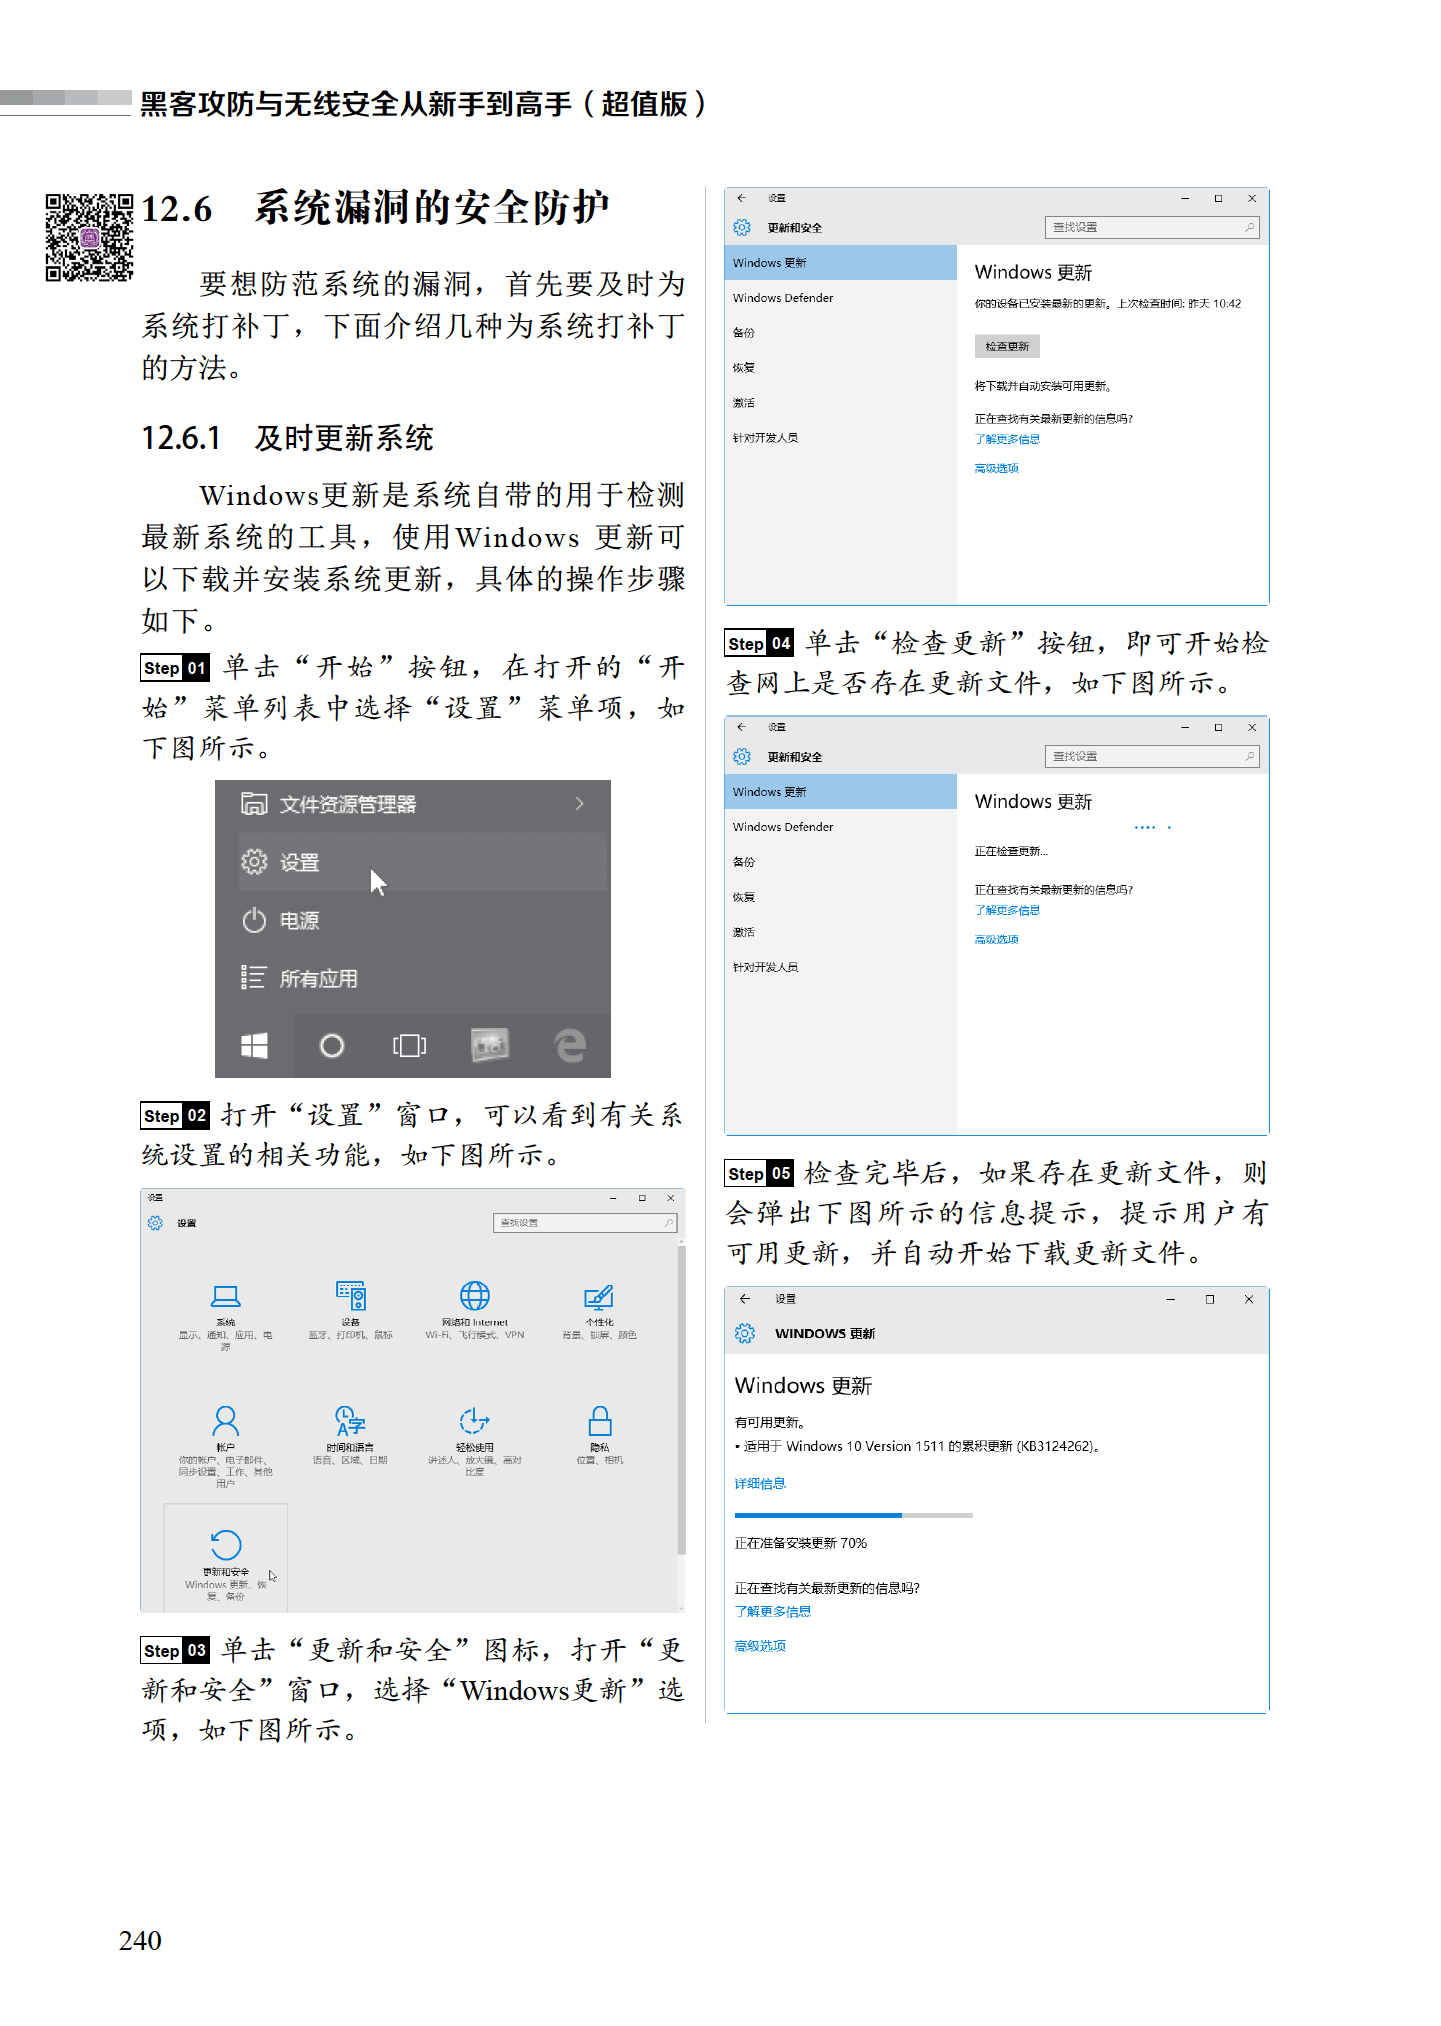 黑客攻防与无线安全从新手到高手（超值版）
12.6 系统漏洞的安全防护
要想防范系统的漏洞，首先要及时为
系统打补丁，下面介绍几种为系统打补丁
的方法。
12.6.1 及时更新系统
Windows更新是系统自带的用于检测
最新系统的工具，使用Windows 更新可
以下载并安装系统更新，具体的操作步骤
如下。
Step 01 单击“开始”按钮，在打开的“开
始”菜单列表中选择“设置”菜单项，如
下图所示。
文件资源管理器
设置
电源
所有应用
Step 02 打开“设置”窗口，可以看到有关系
统设置的相关功能，如下图所示。
设置
设置
查找设置
系统
显示、通知、应用、电
源
设备
蓝牙、打印机、鼠标
网络和 Internet
Wi-Fi、飞行模式、VPN
个性化
背景、锁屏、颜色
帐户
你的帐户、电子邮件、
同步设置、工作、其他
用户
时间和语言
语音、区域、日期
轻松使用
讲述人、放大镜、高对
比度
隐私
位置、相机
更新和安全
Windows 更新、恢
复、备份
Step 03 单击“更新和安全”图标，打开“更
新和安全”窗口，选择“Windows更新”选
项，如下图所示。
设置
更新和安全
查找设置
Windows 更新
Windows Defender
备份
恢复
激活
针对开发人员
Windows 更新
你的设备已安装最新的更新。上次检查时间: 昨天 10:42
检查更新
将下载并自动安装可用更新。
正在查找有关最新更新的信息吗?
了解更多信息
高级选项
Step 04 单击“检查更新”按钮，即可开始检
查网上是否存在更新文件，如下图所示。
设置
更新和安全
查找设置
Windows 更新
Windows Defender
备份
恢复
激活
针对开发人员
Windows 更新
正在检查更新...
正在查找有关最新更新的信息吗?
了解更多信息
高级选项
Step 05 检查完毕后，如果存在更新文件，则
会弹出下图所示的信息提示，提示用户有
可用更新，并自动开始下载更新文件。
设置
WINDOWS 更新
Windows 更新
有可用更新。
• 适用于 Windows 10 Version 1511 的累积更新 (KB3124262)。
详细信息
正在准备安装更新 70%
正在查找有关最新更新的信息吗?
了解更多信息
高级选项
240